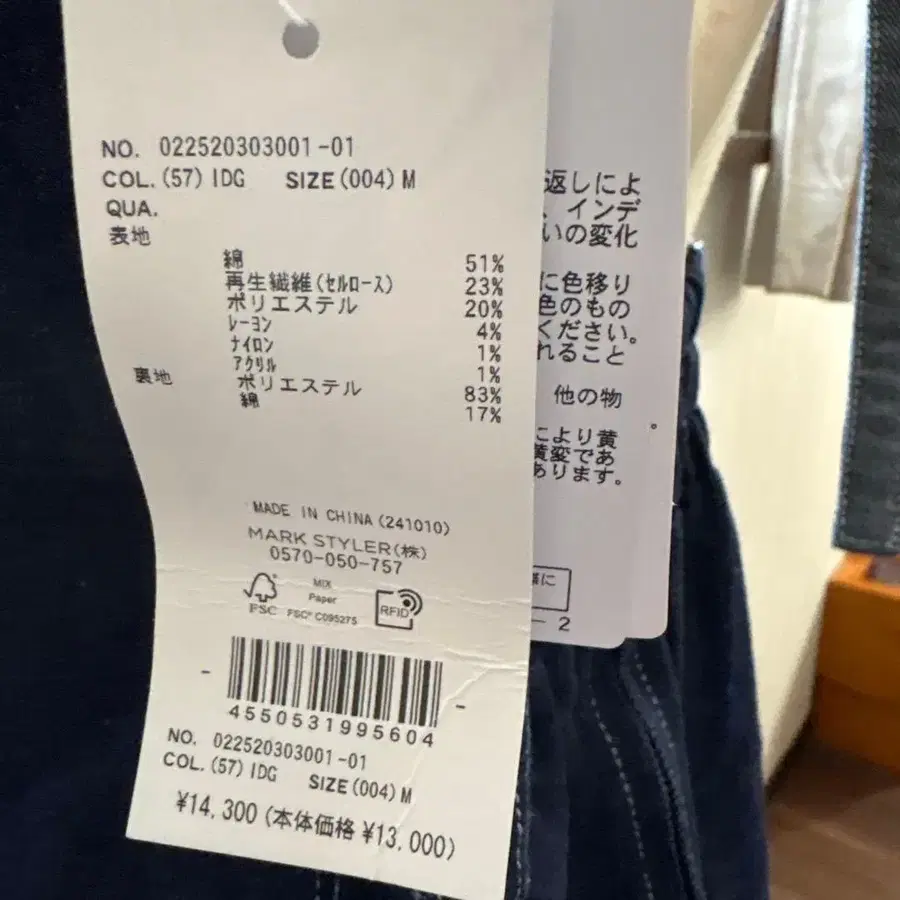 NO. 022520303001-01
COL.(57)IDG SIZE(004)M
QUA.
表地
綿 51%
再生繊維(セルロース) 23%
ポリエステル 20%
レーヨン 4%
ナイロン 1%
アクリル 1%
裏地 ポリエステル 83%
綿 17%
MADE IN CHINA(241010)
MARK STYLER(株)
0570-050-757
FSC
MIX
Paper
FSC® C095275
RFID
4550531995604
NO. 022520303001-01
COL.(57)IDG SIZE(004)M
¥14,300(本体価格 ¥13,000)
返しによ
、インデ
いの変化
に色移り
色のもの
ください。
れること
他の物
。
により黄
黄変であ
あります。
に
- 2